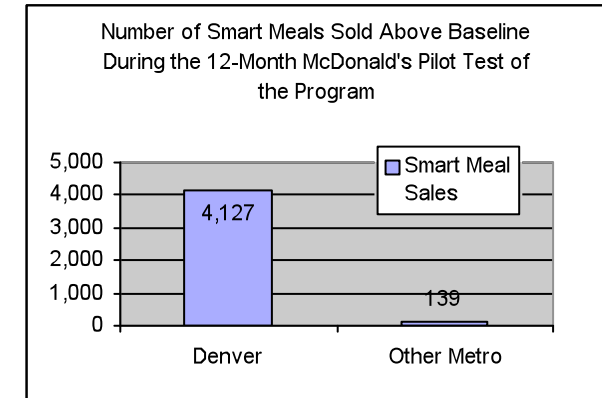 Number of Smart Meals Sold Above Baseline
During the 12-Month McDonald's Pilot Test of
the Program
Smart Meal
Sales
5,000
4,000
3,000
2,000
1,000
0
4,127
139
Denver
Other Metro